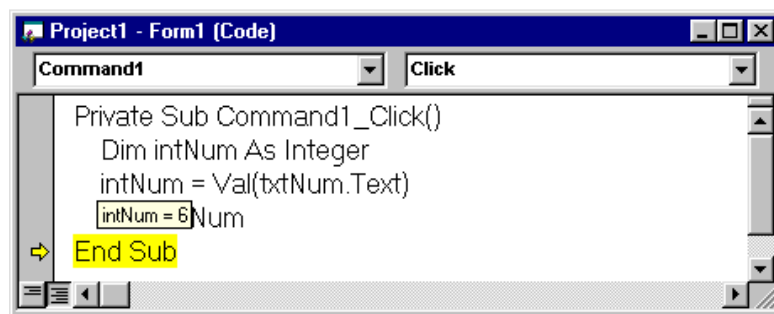 Project1 - Form1 (Code)
Command1 Click
Private Sub Command1_Click()
Dim intNum As Integer
intNum = Val(txtNum.Text)
intNum = 6 Num
End Sub